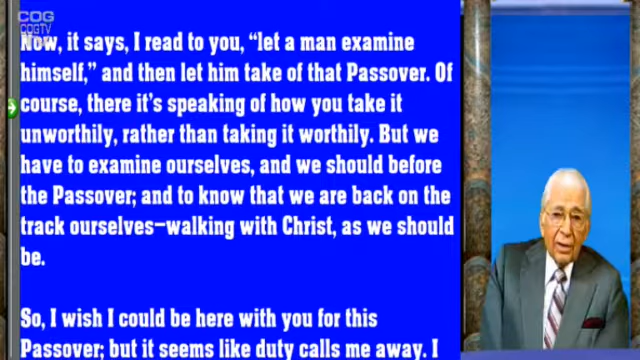 COG
COGTV
Now, it says, I read to you, “let a man examine
himself,” and then let him take of that Passover. Of
course, there it’s speaking of how you take it
unworthily, rather than taking it worthily. But we
have to examine ourselves, and we should before
the Passover; and to know that we are back on the
track ourselves—walking with Christ, as we should
be.
So, I wish I could be here with you for this
Passover; but it seems like duty calls me away. I